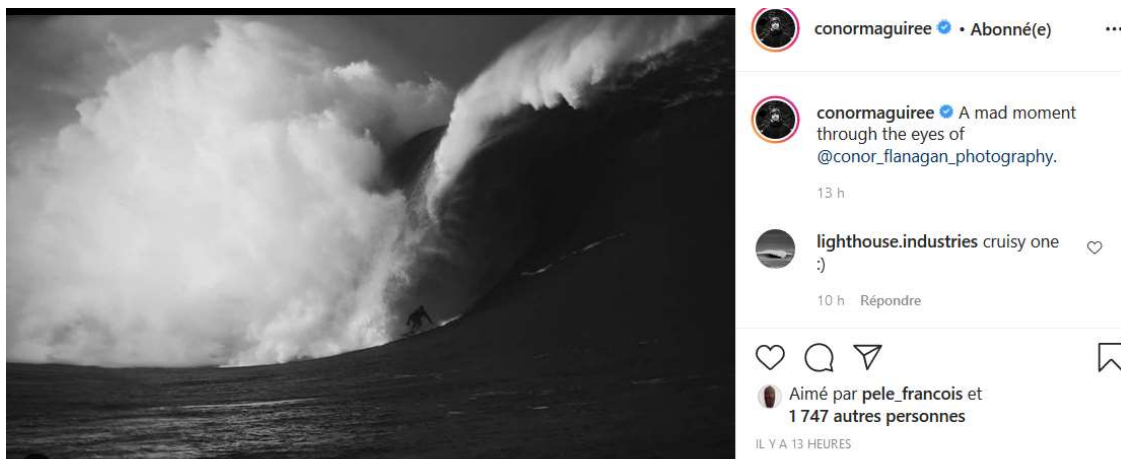 conormaguiree • Abonné(e)
conormaguiree A mad moment
through the eyes of
@conor_flanagan_photography.
13 h
lighthouse.industries cruisy one
:)
10 h Répondre
Aimé par pele_francois et
1 747 autres personnes
IL Y A 13 HEURES